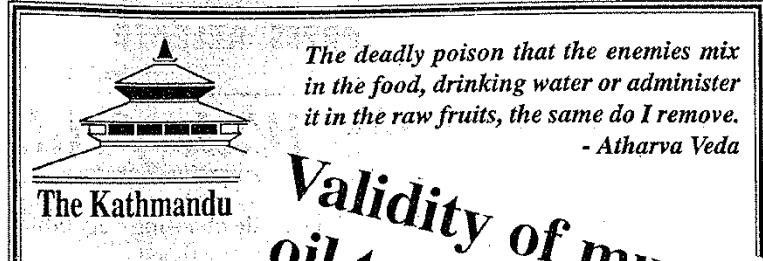 The deadly poison that the enemies mix
in the food, drinking water or administer
it in the raw fruits, the same do I remove.
- Atharva Veda
The Kathmandu
Validity of
oil